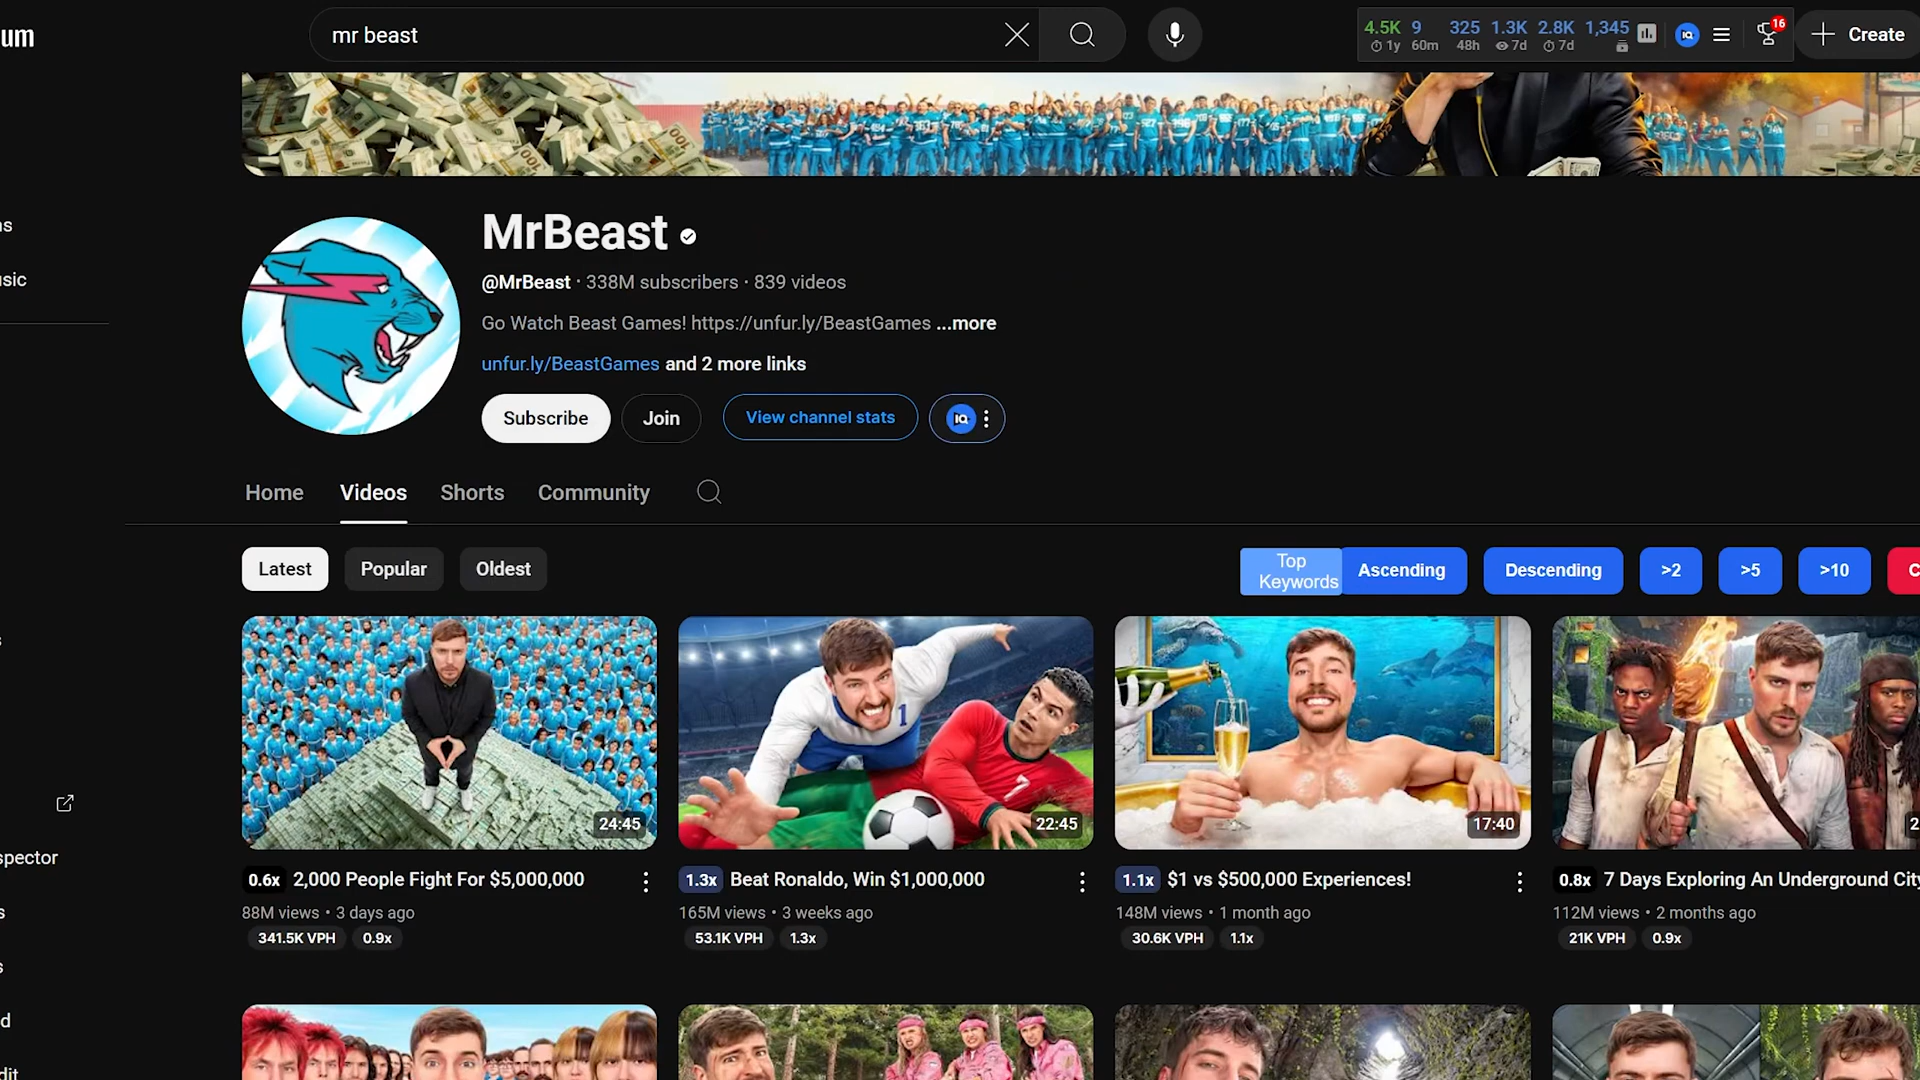 um
mr beast
4.5K 9 325 1.3K 2.8K 1,345
1y 60m 48h 7d 7d
IQ
16
Create
MrBeast
@MrBeast · 338M subscribers · 839 videos
Go Watch Beast Games! https://unfur.ly/BeastGames ...more
unfur.ly/BeastGames and 2 more links
Subscribe
Join
View channel stats
IQ
usic
Home
Videos
Shorts
Community
Latest
Popular
Oldest
Top Keywords
Ascending
Descending
>2
>5
>10
C
24:45
22:45
17:40
2
1
7
spector
0.6x 2,000 People Fight For $5,000,000
88M views • 3 days ago
341.5K VPH 0.9x
1.3x Beat Ronaldo, Win $1,000,000
165M views • 3 weeks ago
53.1K VPH 1.3x
1.1x $1 vs $500,000 Experiences!
148M views • 1 month ago
30.6K VPH 1.1x
0.8x 7 Days Exploring An Underground City
112M views • 2 months ago
21K VPH 0.9x